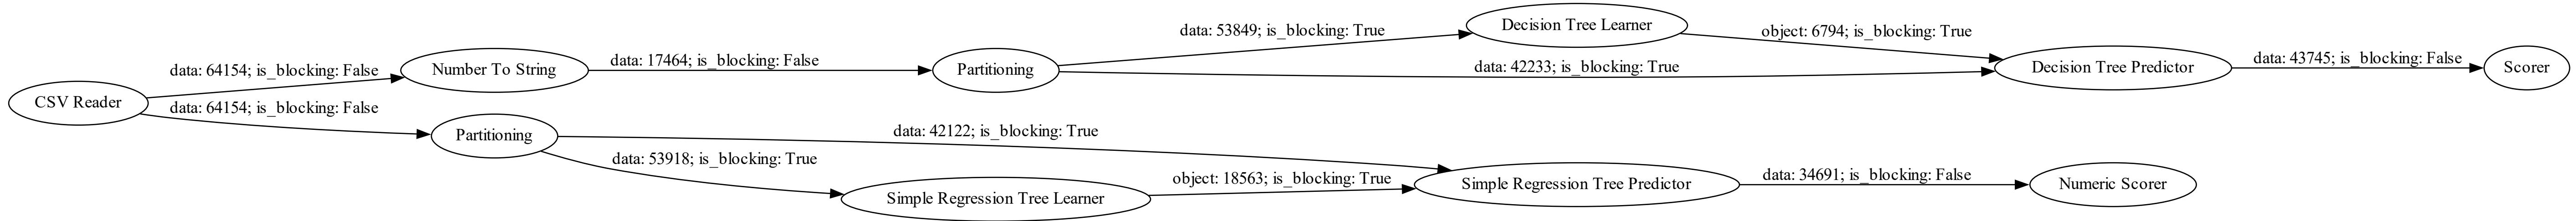 CSV Reader
data: 64154; is_blocking: False
data: 64154; is_blocking: False
Number To String
data: 17464; is_blocking: False
Partitioning
data: 53849; is_blocking: True
data: 42233; is_blocking: True
Decision Tree Learner
object: 6794; is_blocking: True
Decision Tree Predictor
data: 43745; is_blocking: False
Scorer
Partitioning
data: 42122; is_blocking: True
data: 53918; is_blocking: True
Simple Regression Tree Learner
object: 18563; is_blocking: True
Simple Regression Tree Predictor
data: 34691; is_blocking: False
Numeric Scorer